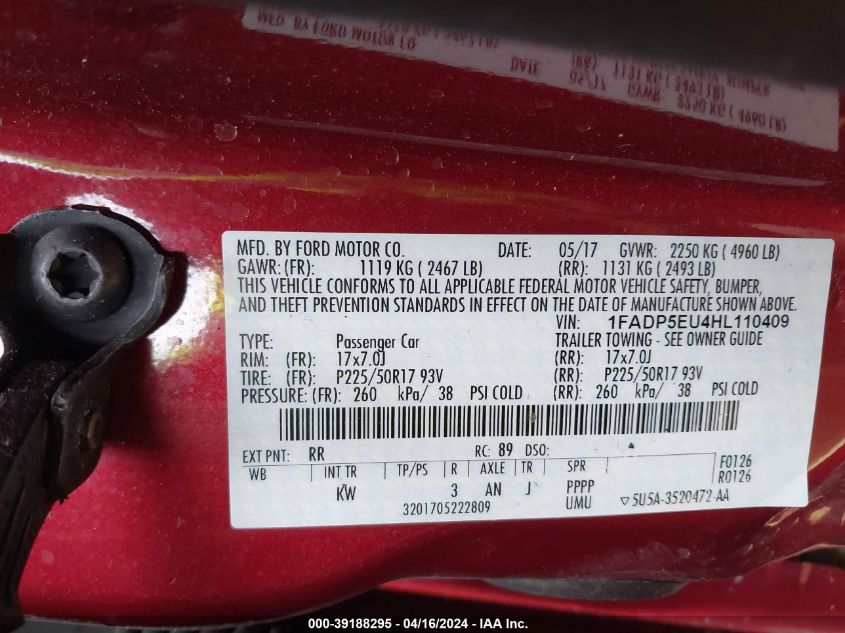 MFD. BY FORD MOTOR CO. DATE: 05/17 GVWR: 2250 KG ( 4960 LB)
GAWR:(FR): 1119 KG ( 2467 LB) (RR): 1131 KG ( 2493 LB)
THIS VEHICLE CONFORMS TO ALL APPLICABLE FEDERAL MOTOR VEHICLE SAFETY, BUMPER,
AND THEFT PREVENTION STANDARDS IN EFFECT ON THE DATE OF MANUFACTURE SHOWN ABOVE.
VIN: 1FADP5EU4HL110409
TYPE: Passenger Car TRAILER TOWING - SEE OWNER GUIDE
RIM: (FR): 17x7.0J (RR): 17x7.0J
TIRE: (FR): P225/50R17 93V (RR): P225/50R17 93V
PRESSURE: (FR): 260 kPa/ 38 PSI COLD (RR): 260 kPa/ 38 PSI COLD
EXT PNT: RR RC: 89 DSO: F0126
WB INT TR TP/PS R AXLE TR SPR R0126
KW 3 AN J PPPP
3201705222809 UMU ▽5U5A-3520472-AA
000-39188295 - 04/16/2024 - IAA Inc.